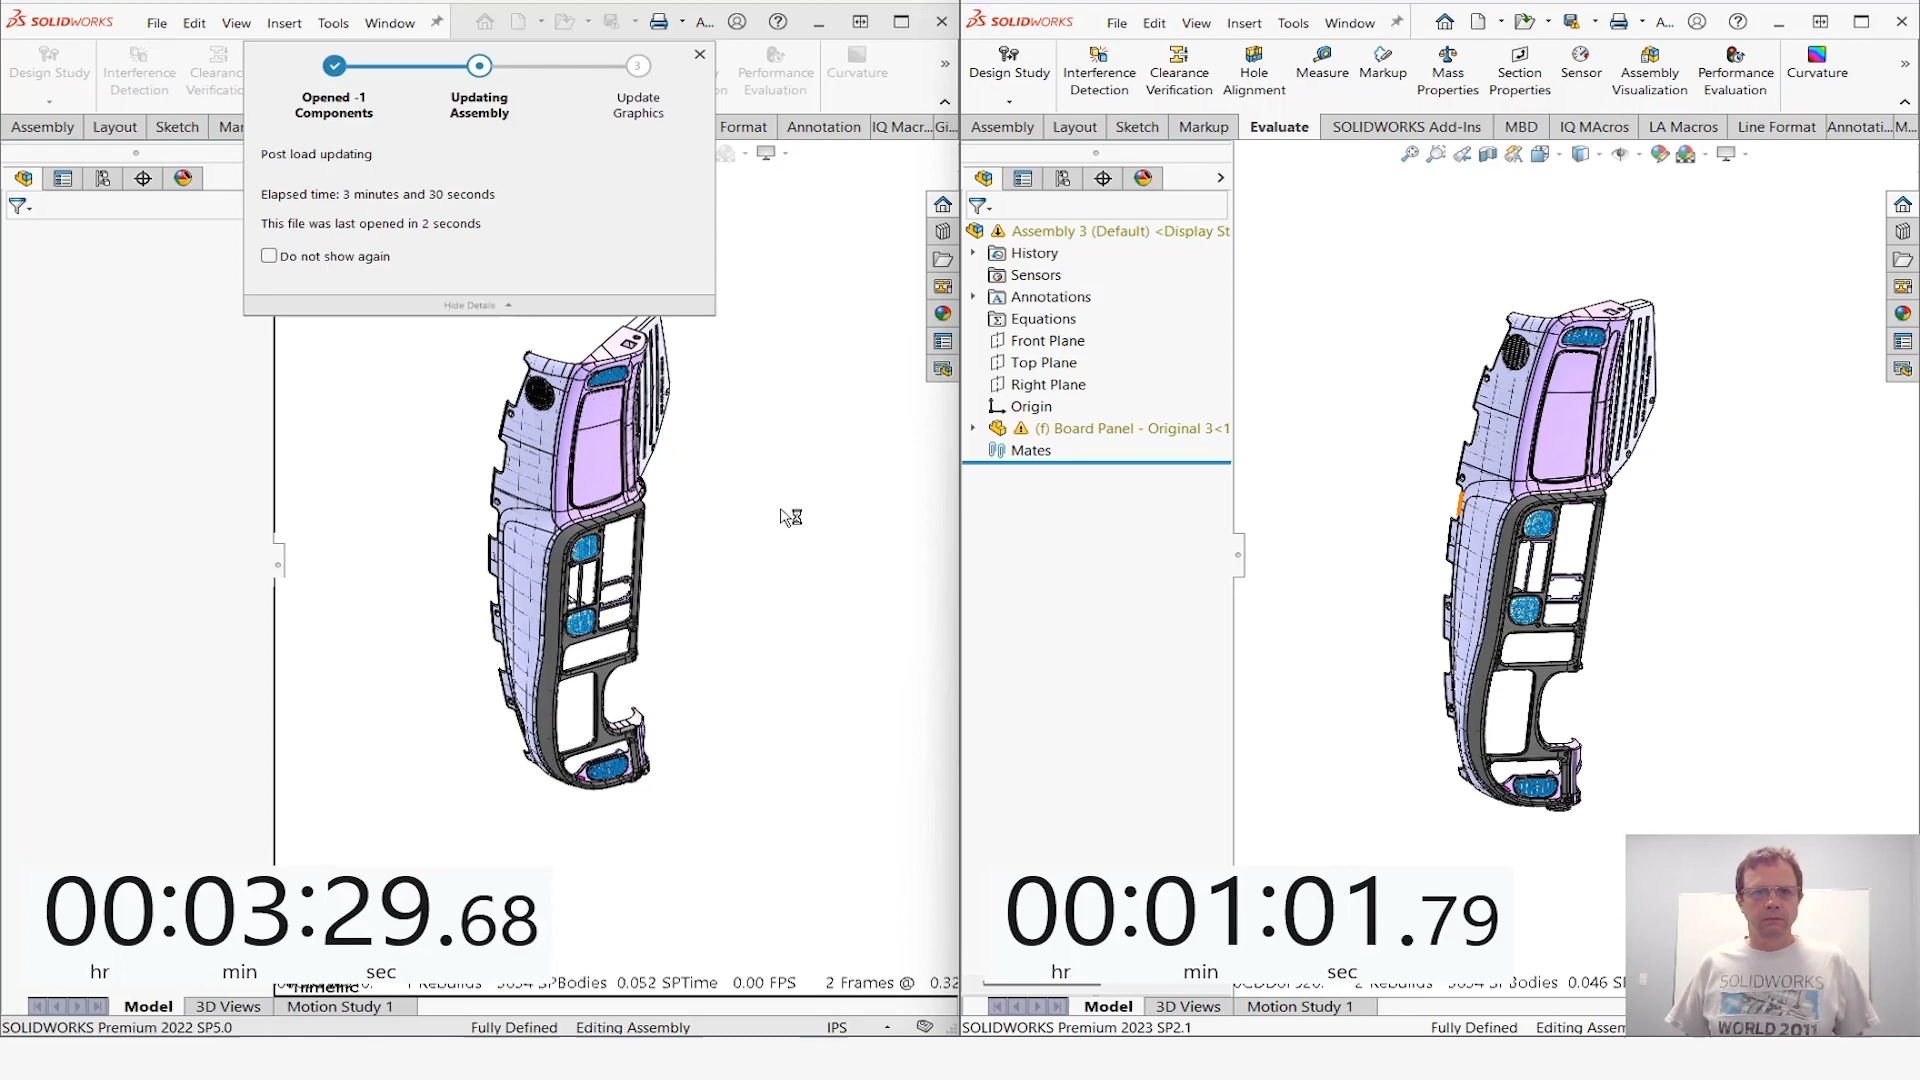 SOLIDWORKS File Edit View Insert Tools Window A...
Design Study
Interference
Detection
Performance
Evaluation
Curvature
Opened -1
Components
Updating
Assembly
3
Update
Graphics
Assembly Layout Sketch Format Annotation IQ Macr... Gi...
Post load updating
Elapsed time: 3 minutes and 30 seconds
This file was last opened in 2 seconds
Do not show again
Hide Details
00:03:29.68
hr min sec
0.052 SPTime 0.00 FPS 2 Frames @ 0.32
Model 3D Views Motion Study 1
SOLIDWORKS Premium 2022 SP5.0 Fully Defined Editing Assembly IPS
SOLIDWORKS File Edit View Insert Tools Window A...
Design Study
Interference
Detection
Clearance
Verification
Hole
Alignment
Measure
Markup
Mass
Properties
Section
Properties
Sensor
Assembly
Visualization
Performance
Evaluation
Curvature
Assembly Layout Sketch Markup Evaluate SOLIDWORKS Add-Ins MBD IQ MAcros LA Macros Line Format Annotati... M...
Assembly 3 (Default) <Display St
History
Sensors
Annotations
Equations
Front Plane
Top Plane
Right Plane
Origin
(f) Board Panel - Original 3<1
Mates
00:01:01.79
hr min sec
0.046
Model 3D Views Motion Study 1
SOLIDWORKS Premium 2023 SP2.1 Fully Defined Editing Assem
SOLIDWORKS
WORLD 2011